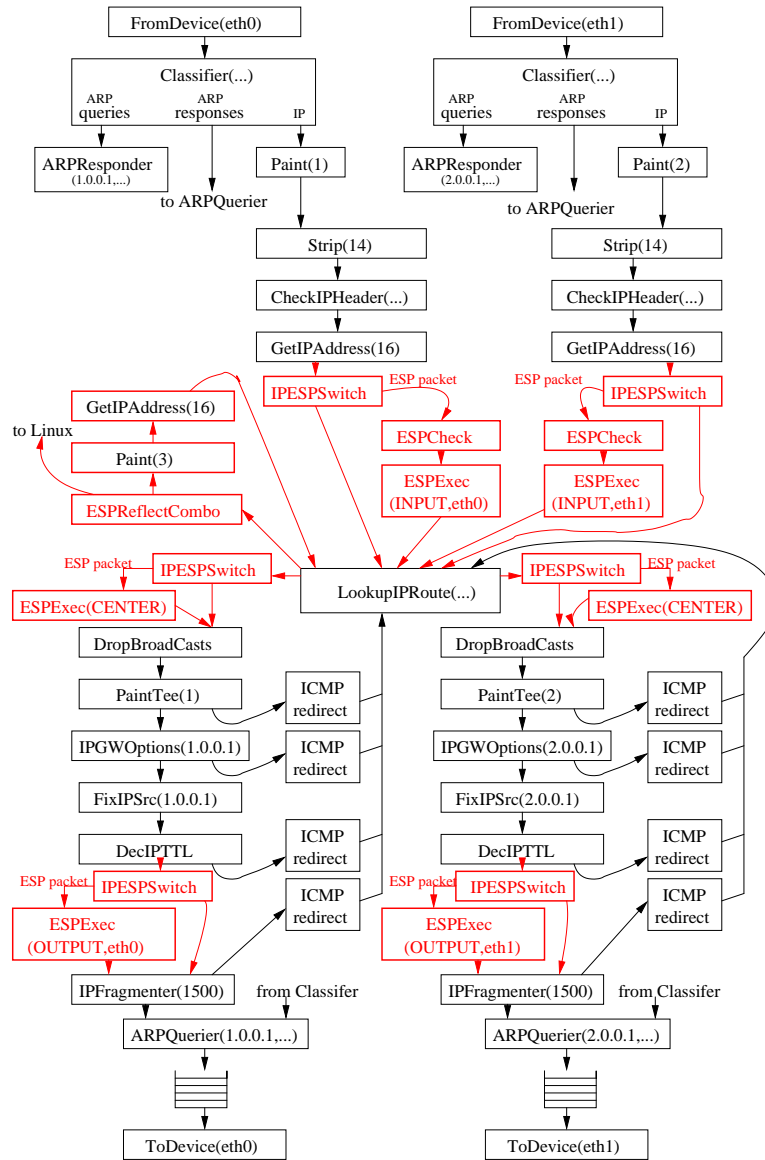 FromDevice(eth0)
FromDevice(eth1)
Classifier(...)
ARP
queries
ARP
responses
IP
Classifier(...)
ARP
queries
ARP
responses
IP
ARPResponder
(1.0.0.1,...)
Paint(1)
ARPResponder
(2.0.0.1,...)
Paint(2)
to ARPQuerier
to ARPQuerier
Strip(14)
Strip(14)
CheckIPHeader(...)
CheckIPHeader(...)
GetIPAddress(16)
GetIPAddress(16)
IPESPSwitch
ESP packet
ESP packet
IPESPSwitch
GetIPAddress(16)
to Linux
ESPCheck
ESPCheck
Paint(3)
ESPExec
(INPUT,eth0)
ESPExec
(INPUT,eth1)
ESPReflectCombo
ESP packet
IPESPSwitch
LookupIPRoute(...)
IPESPSwitch
ESP packet
ESPExec(CENTER)
ESPExec(CENTER)
DropBroadCasts
DropBroadCasts
PaintTee(1)
ICMP
redirect
PaintTee(2)
ICMP
redirect
IPGWOptions(1.0.0.1)
ICMP
redirect
IPGWOptions(2.0.0.1)
ICMP
redirect
FixIPSrc(1.0.0.1)
FixIPSrc(2.0.0.1)
DecIPTTL
ICMP
redirect
DecIPTTL
ICMP
redirect
ESP packet
IPESPSwitch
ICMP
redirect
ESP packet
IPESPSwitch
ICMP
redirect
ESPExec
(OUTPUT,eth0)
ESPExec
(OUTPUT,eth1)
IPFragmenter(1500)
from Classifer
IPFragmenter(1500)
from Classifer
ARPQuerier(1.0.0.1,...)
ARPQuerier(2.0.0.1,...)
ToDevice(eth0)
ToDevice(eth1)